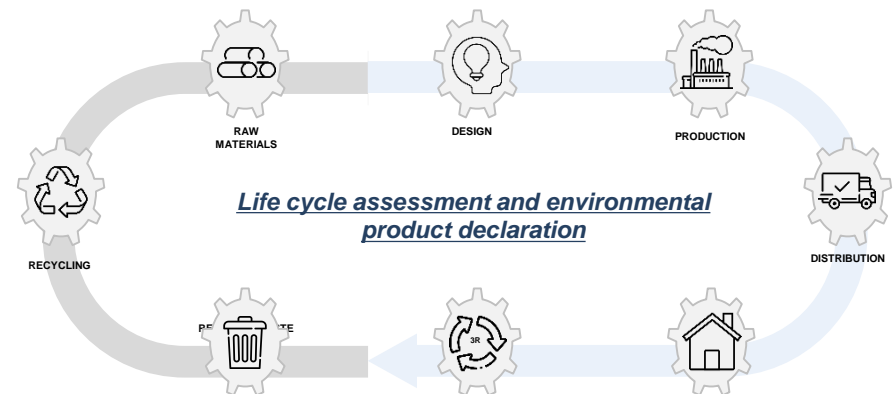 RAW
MATERIALS
DESIGN
PRODUCTION
Life cycle assessment and environmental
product declaration
RECYCLING
DISTRIBUTION
3R